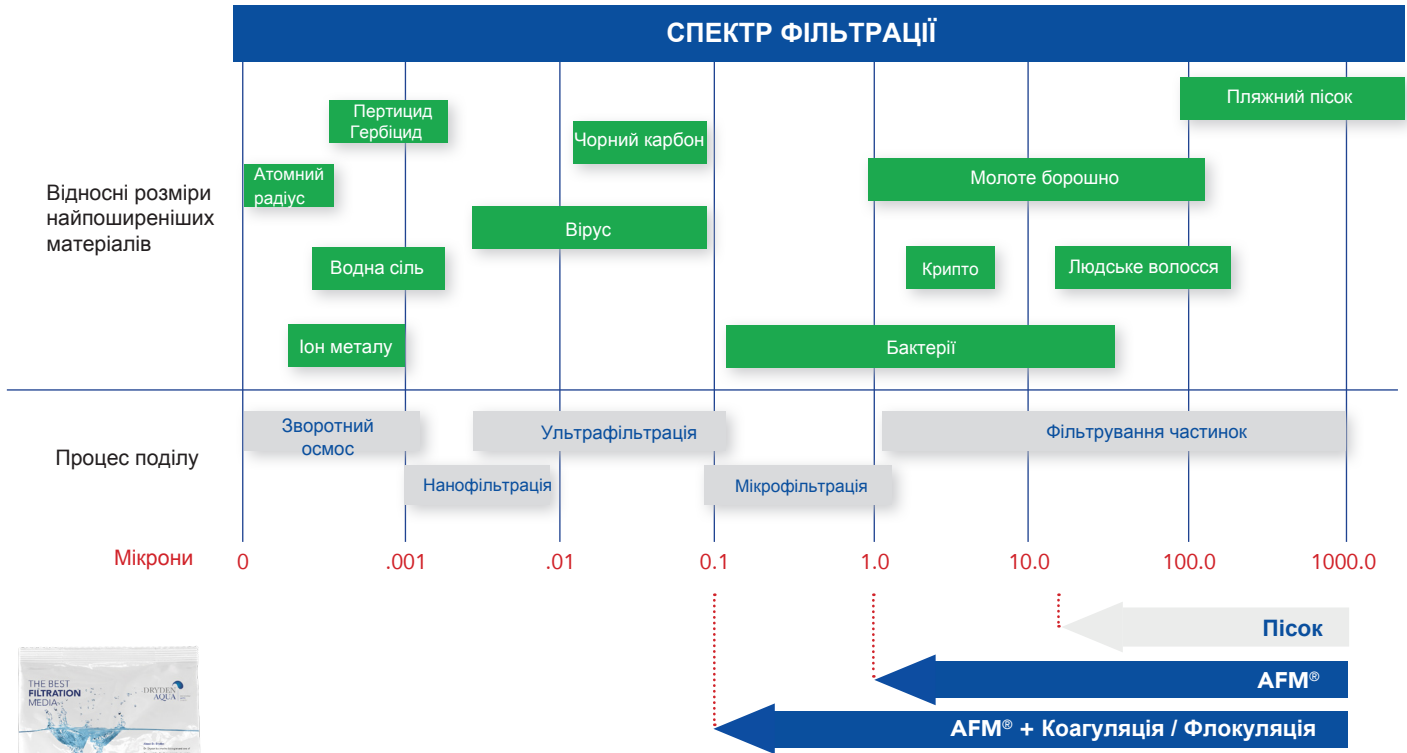 СПЕКТР ФІЛЬТРАЦІЇ
Пляжний пісок
Пертицид
Гербіцид
Чорний карбон
Атомний
радіус
Молоте борошно
Відносні розміри
найпоширеніших
матеріалів
Вірус
Водна сіль
Крипто
Людське волосся
Іон металу
Бактерії
Процес поділу
Зворотний
осмос
Ультрафільтрація
Фільтрування частинок
Нанофільтрація
Мікрофільтрація
Мікрони
0
.001
.01
0.1
1.0
10.0
100.0
1000.0
Пісок
AFM®
AFM® + Коагуляція / Флокуляція
THE BEST
FILTRATION
MEDIA
DRYDEN
AQUA